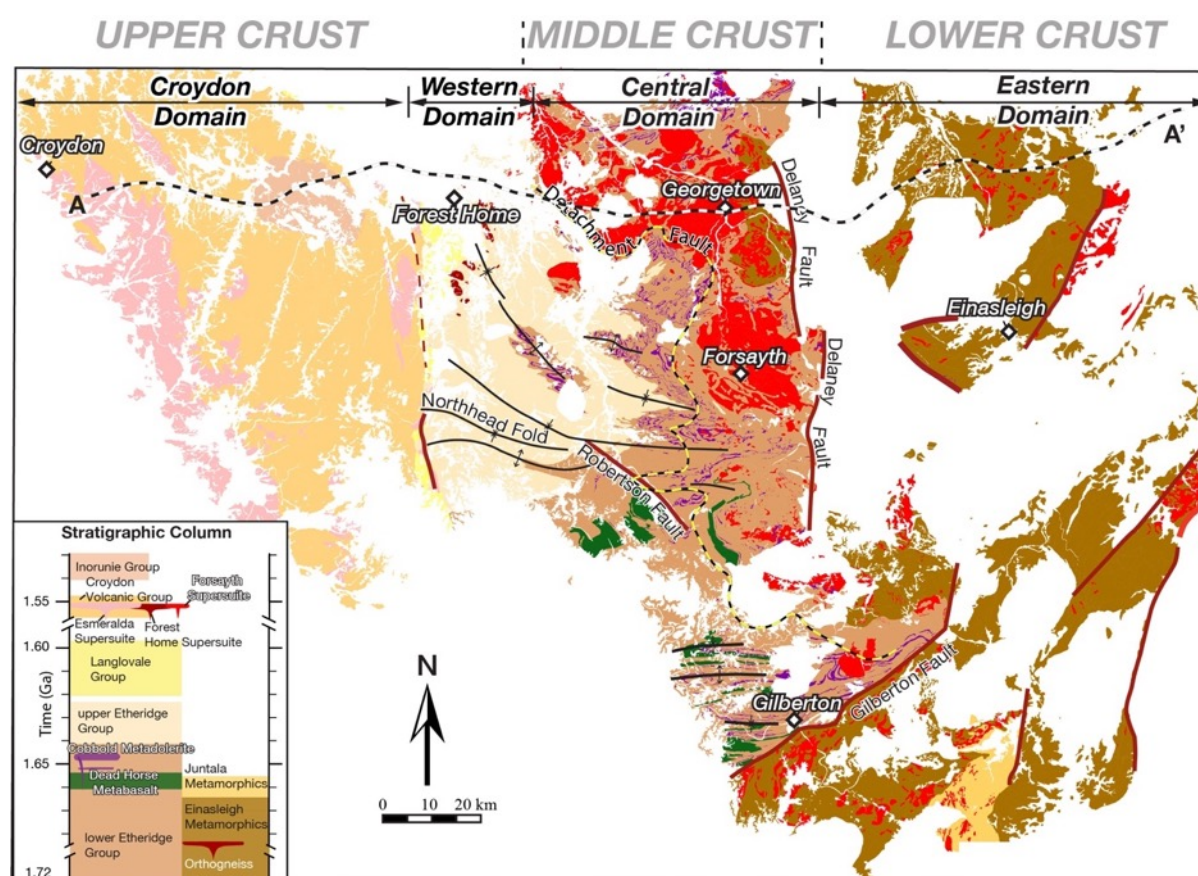 UPPER CRUST
MIDDLE CRUST
LOWER CRUST
Croydon
Domain
Western
Domain
Central
Domain
Eastern
Domain
A'
Croydon
A
Forest Home
Detachment
Fault
Georgetown
Delaney
Fault
Einasleigh
Forsayth
Delaney
Fault
Northhead Fold
Robertson Fault
Gilberton
Gilberton Fault
N
0 10 20 km
Stratigraphic Column
Time (Ga)
1.55
1.60
1.65
1.72
Inorunie Group
Croydon
Volcanic Group
Forsayth
Supersuite
Esmeralda
Supersuite
Forest
Home Supersuite
Langlovale
Group
upper Etheridge
Group
Cobbold Metadolerite
Dead Horse
Metabasalt
Juntala
Metamorphics
Einasleigh
Metamorphics
lower Etheridge
Group
Orthogneiss